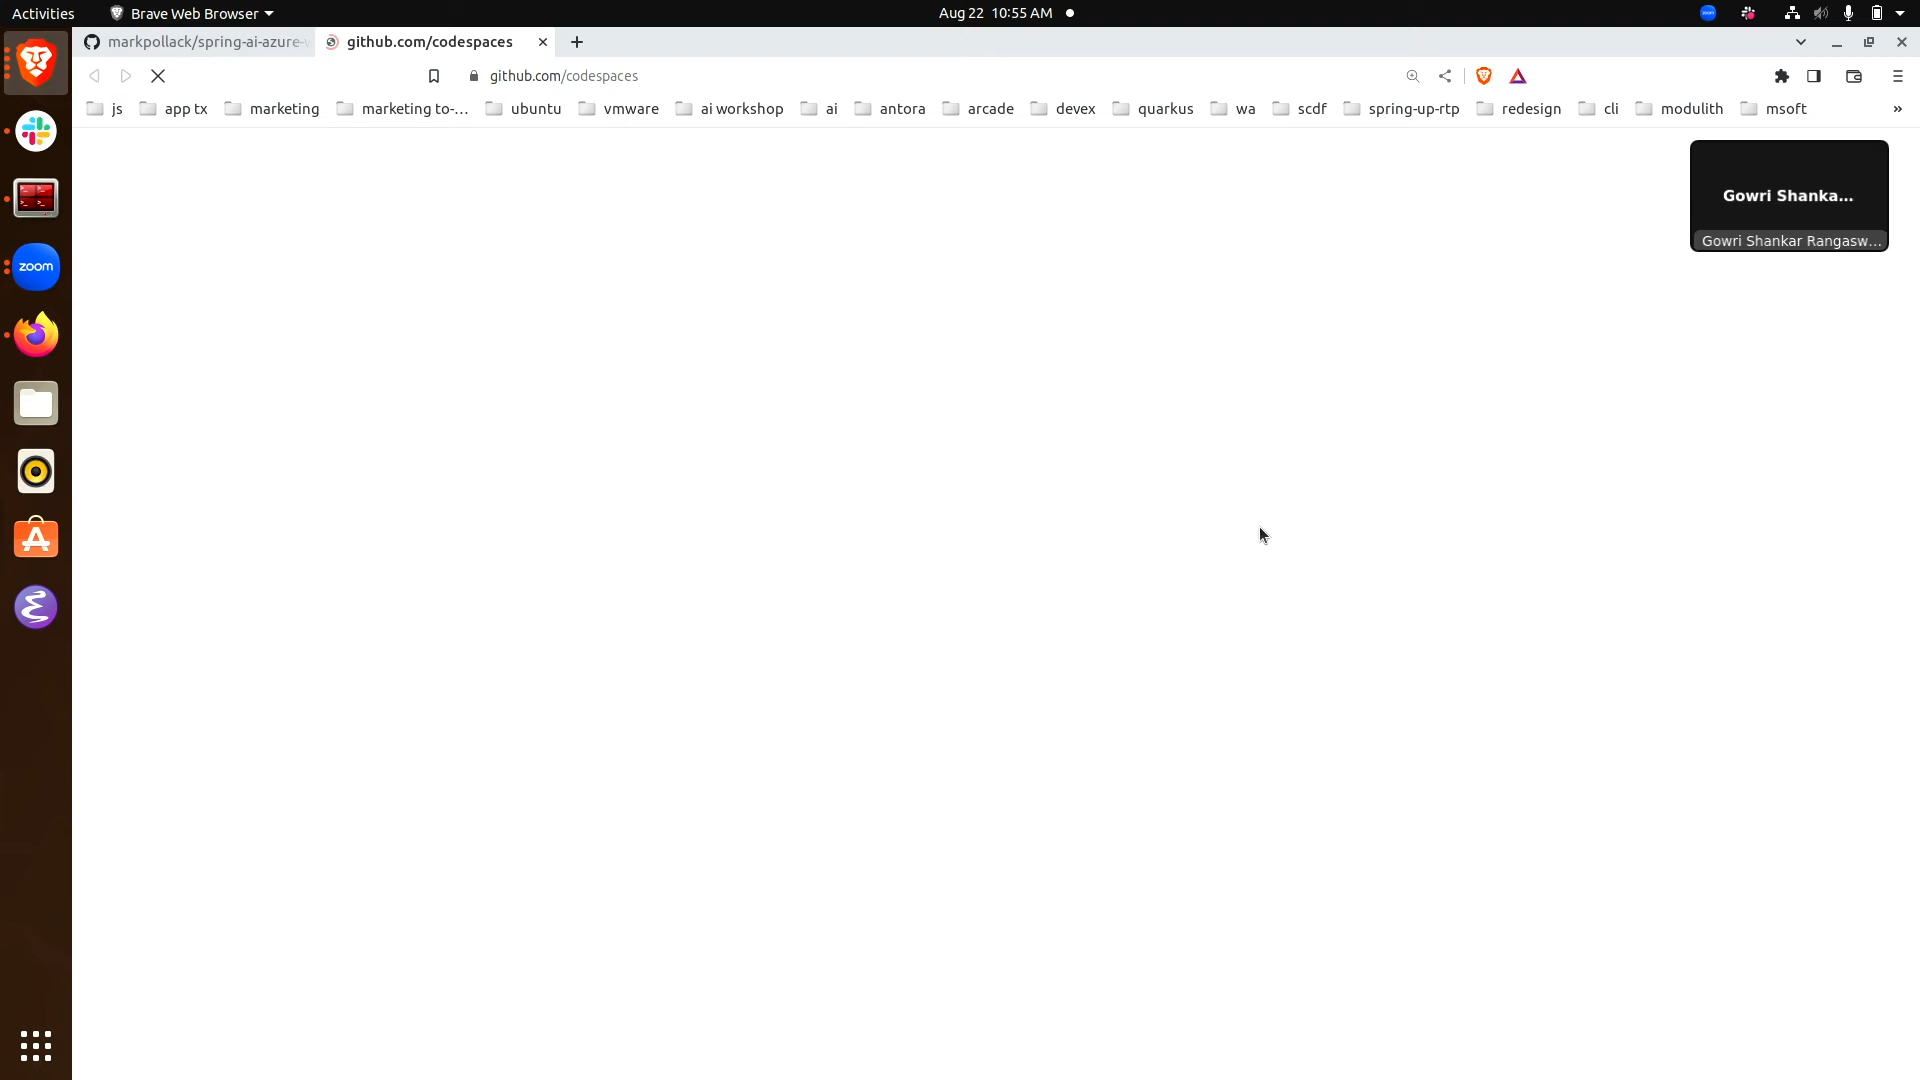 Activities
Brave Web Browser
Aug 22 10:55 AM
zoom
markpollack/spring-ai-azure-w
github.com/codespaces
github.com/codespaces
js
app tx
marketing
marketing to-...
ubuntu
vmware
ai workshop
ai
antora
arcade
devex
quarkus
wa
scdf
spring-up-rtp
redesign
cli
modulith
msoft
»
Gowri Shanka...
Gowri Shankar Rangasw...
zoom